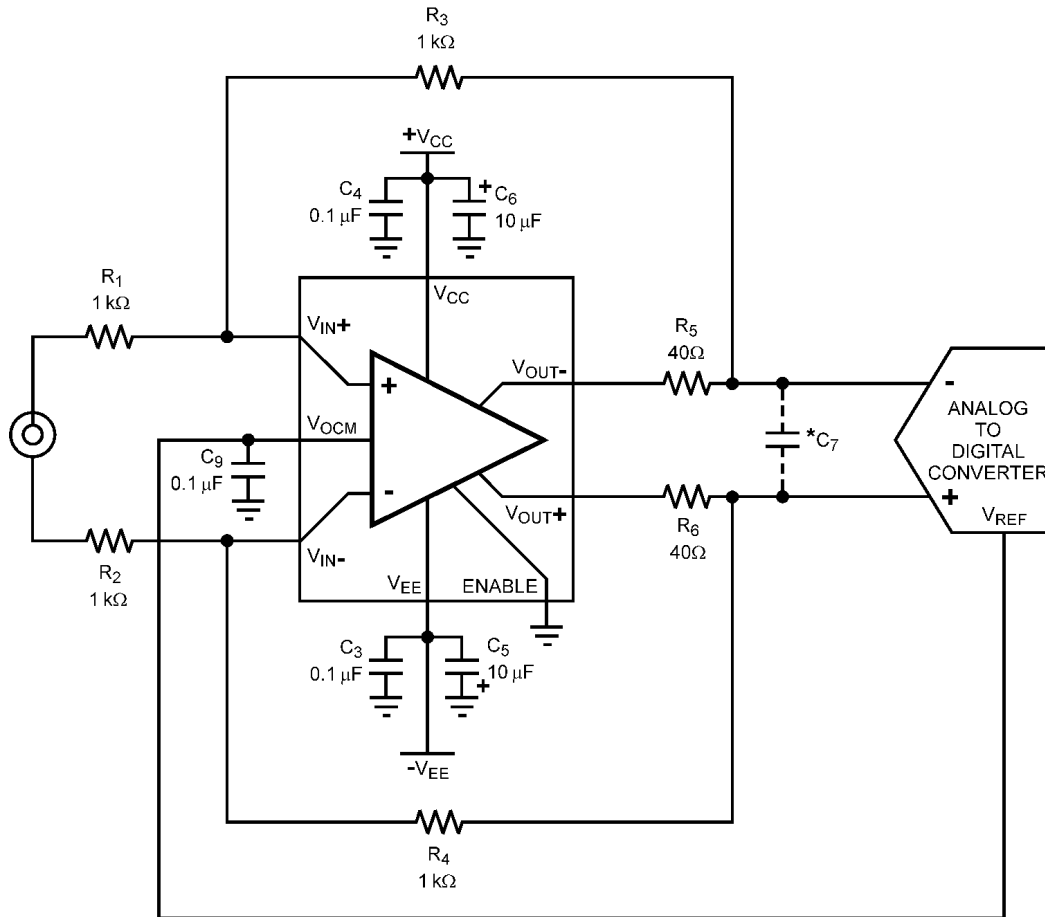 R3
1 kΩ
+VCC
C4
0.1 µF
+
C6
10 µF
R1
1 kΩ
VCC
VIN+
R5
40Ω
VOUT-
+
-
ANALOG
TO
DIGITAL
CONVERTER
VOCM
*C7
C9
0.1 µF
-
+
VOUT+
R6
40Ω
VREF
VIN-
R2
1 kΩ
VEE
ENABLE
C3
0.1 µF
C5
10 µF
+
-VEE
R4
1 kΩ